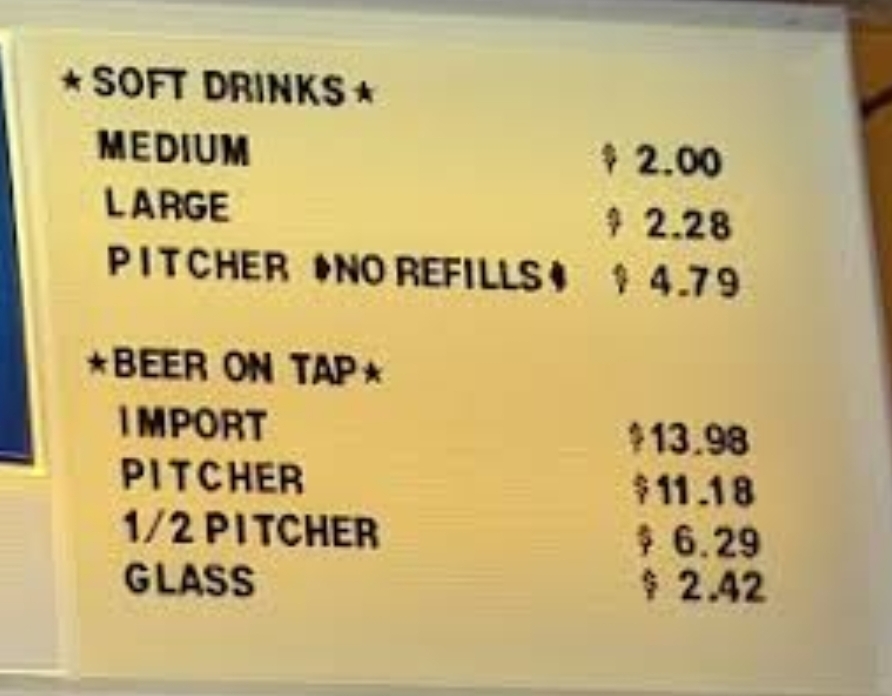 ★SOFT DRINKS★
MEDIUM $ 2.00
LARGE $ 2.28
PITCHER (NO REFILLS) $ 4.79
★BEER ON TAP★
IMPORT $13.98
PITCHER $11.18
1/2 PITCHER $ 6.29
GLASS $ 2.42